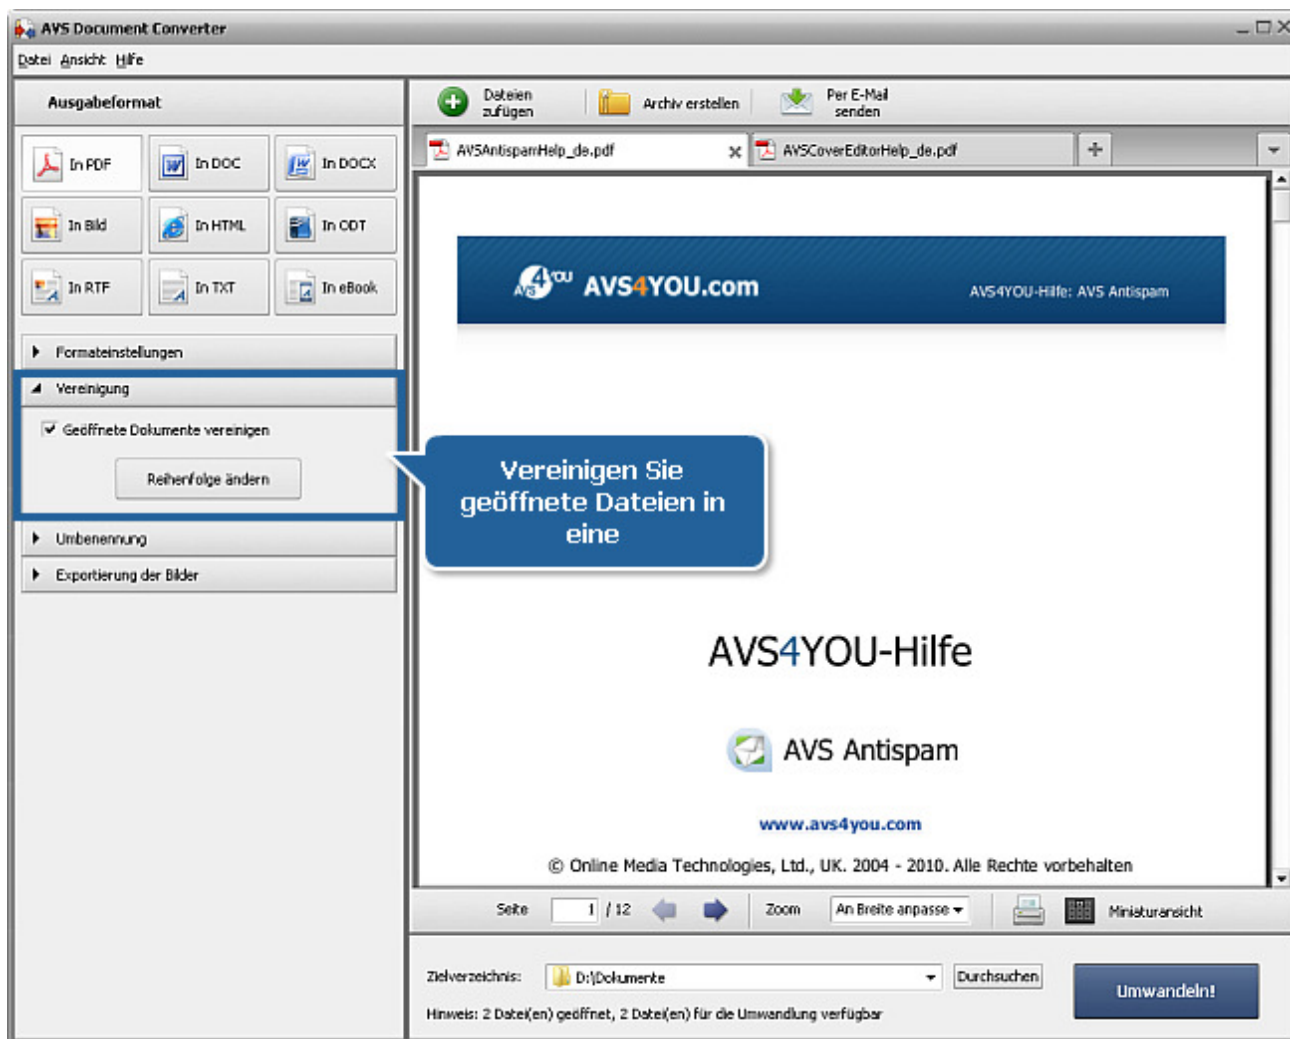 AVS Document Converter
Datei Ansicht Hilfe
Ausgabeformat
In PDF
In DOC
In DOCX
In Bild
In HTML
In ODT
In RTF
In TXT
In eBook
Formateinstellungen
Vereinigung
Geöffnete Dokumente vereinigen
Reihenfolge ändern
Umbenennung
Exportierung der Bilder
Vereinigen Sie
geöffnete Dateien in
eine
Dateien
zufügen
Archiv erstellen
Per E-Mail
senden
AVSAntispamHelp_de.pdf
AVSCoverEditorHelp_de.pdf
AVS4YOU AVS4YOU.com
AVS4YOU-Hilfe: AVS Antispam
AVS4YOU-Hilfe
AVS Antispam
www.avs4you.com
© Online Media Technologies, Ltd., UK. 2004 - 2010. Alle Rechte vorbehalten
Seite 1 / 12 Zoom An Breite anpasse Miniaturansicht
Zielverzeichnis: D:\Dokumente Durchsuchen
Umwandeln!
Hinweis: 2 Datei(en) geöffnet, 2 Datei(en) für die Umwandlung verfügbar